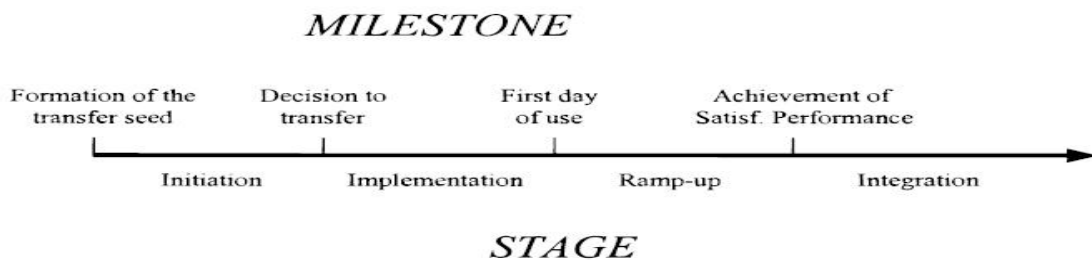 MILESTONE
Formation of the Decision to First day Achievement of
transfer seed transfer of use Satisf. Performance
Initiation Implementation Ramp-up Integration
STAGE